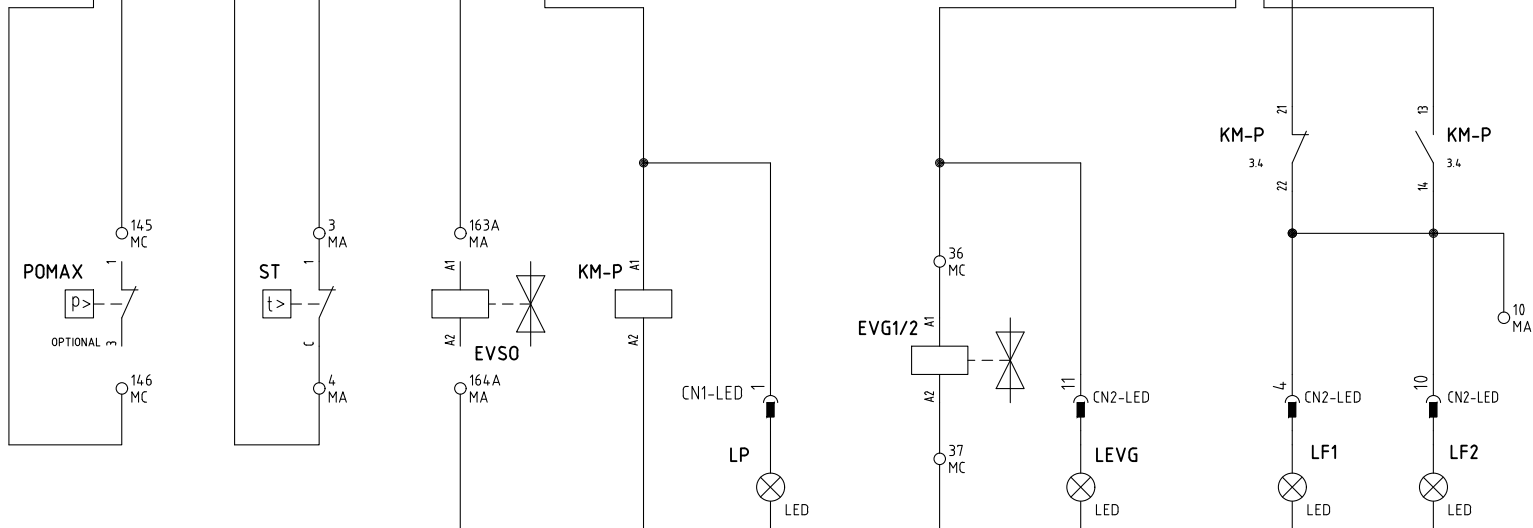 21
13
KM-P
KM-P
3.4
3.4
22
14
145
MC
3
MA
163A
MA
36
MC
POMAX
1
p>
OPTIONAL
3
146
MC
ST
1
t>
C
4
MA
A1
A2
EVSO
164A
MA
KM-P
A1
A2
CN1-LED
1
LP
LED
EVG1/2
A1
A2
37
MC
11
CN2-LED
LEVG
LED
4
CN2-LED
LF1
LED
10
CN2-LED
LF2
LED
10
MA